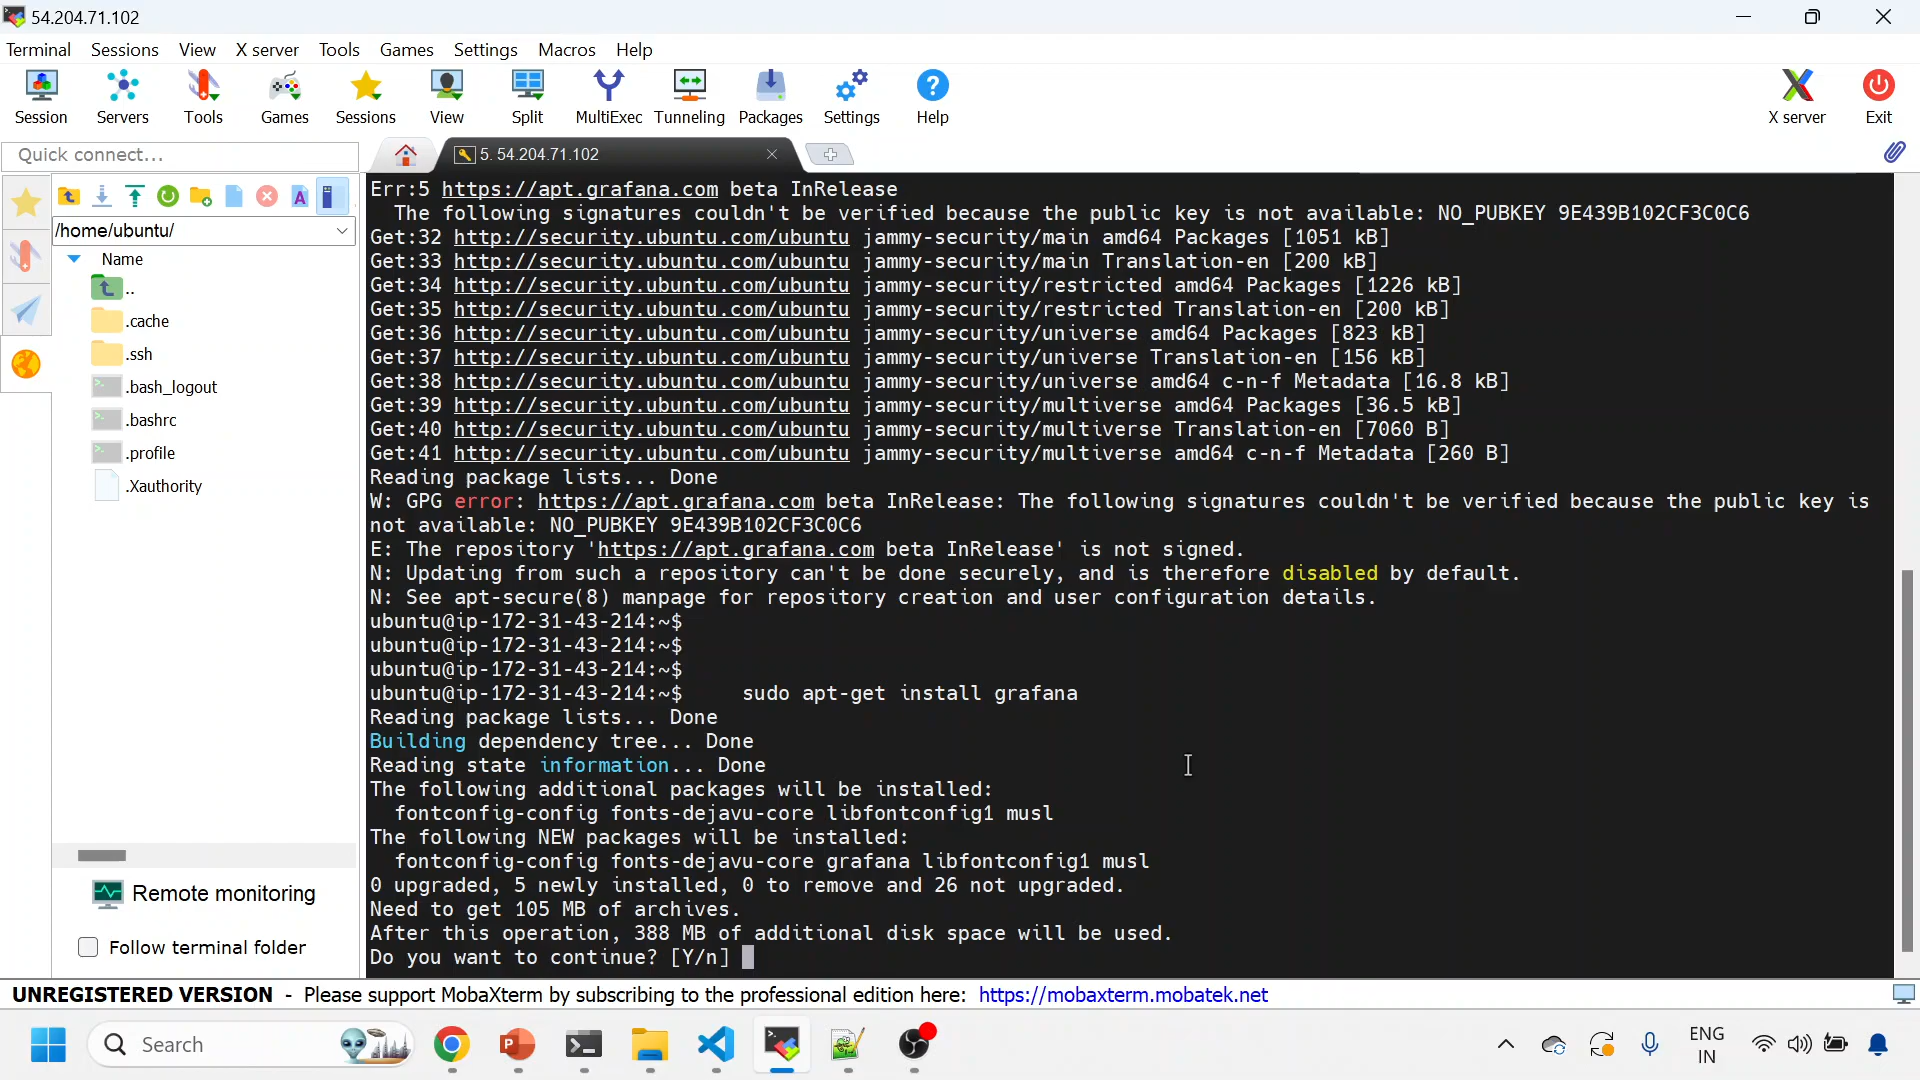 54.204.71.102
Terminal Sessions View X server Tools Games Settings Macros Help
Session Servers Tools Games Sessions View Split MultiExec Tunneling Packages Settings Help X server Exit
Quick connect...
5. 54.204.71.102
/home/ubuntu/
Name
..
.cache
.ssh
.bash_logout
.bashrc
.profile
.Xauthority
Remote monitoring
Follow terminal folder
Err:5 https://apt.grafana.com beta InRelease
The following signatures couldn't be verified because the public key is not available: NO_PUBKEY 9E439B102CF3C0C6
Get:32 http://security.ubuntu.com/ubuntu jammy-security/main amd64 Packages [1051 kB]
Get:33 http://security.ubuntu.com/ubuntu jammy-security/main Translation-en [200 kB]
Get:34 http://security.ubuntu.com/ubuntu jammy-security/restricted amd64 Packages [1226 kB]
Get:35 http://security.ubuntu.com/ubuntu jammy-security/restricted Translation-en [200 kB]
Get:36 http://security.ubuntu.com/ubuntu jammy-security/universe amd64 Packages [823 kB]
Get:37 http://security.ubuntu.com/ubuntu jammy-security/universe Translation-en [156 kB]
Get:38 http://security.ubuntu.com/ubuntu jammy-security/universe amd64 c-n-f Metadata [16.8 kB]
Get:39 http://security.ubuntu.com/ubuntu jammy-security/multiverse amd64 Packages [36.5 kB]
Get:40 http://security.ubuntu.com/ubuntu jammy-security/multiverse Translation-en [7060 B]
Get:41 http://security.ubuntu.com/ubuntu jammy-security/multiverse amd64 c-n-f Metadata [260 B]
Reading package lists... Done
W: GPG error: https://apt.grafana.com beta InRelease: The following signatures couldn't be verified because the public key is
not available: NO_PUBKEY 9E439B102CF3C0C6
E: The repository 'https://apt.grafana.com beta InRelease' is not signed.
N: Updating from such a repository can't be done securely, and is therefore disabled by default.
N: See apt-secure(8) manpage for repository creation and user configuration details.
ubuntu@ip-172-31-43-214:~$
ubuntu@ip-172-31-43-214:~$
ubuntu@ip-172-31-43-214:~$
ubuntu@ip-172-31-43-214:~$     sudo apt-get install grafana
Reading package lists... Done
Building dependency tree... Done
Reading state information... Done
The following additional packages will be installed:
fontconfig-config fonts-dejavu-core libfontconfig1 musl
The following NEW packages will be installed:
fontconfig-config fonts-dejavu-core grafana libfontconfig1 musl
0 upgraded, 5 newly installed, 0 to remove and 26 not upgraded.
Need to get 105 MB of archives.
After this operation, 388 MB of additional disk space will be used.
Do you want to continue? [Y/n]
UNREGISTERED VERSION - Please support MobaXterm by subscribing to the professional edition here: https://mobaxterm.mobatek.net
Search
ENG
IN